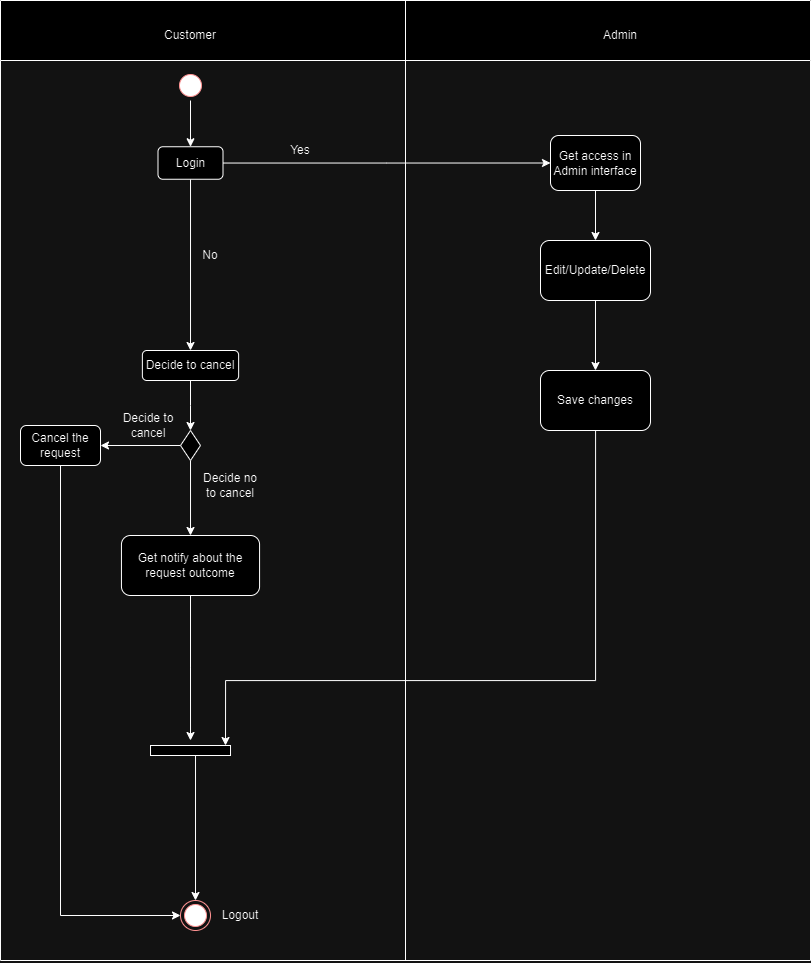 Customer
Admin
Login
Yes
Get access in
Admin interface
No
Edit/Update/Delete
Decide to cancel
Save changes
Decide to
cancel
Cancel the
request
Decide no
to cancel
Get notify about the
request outcome
Logout